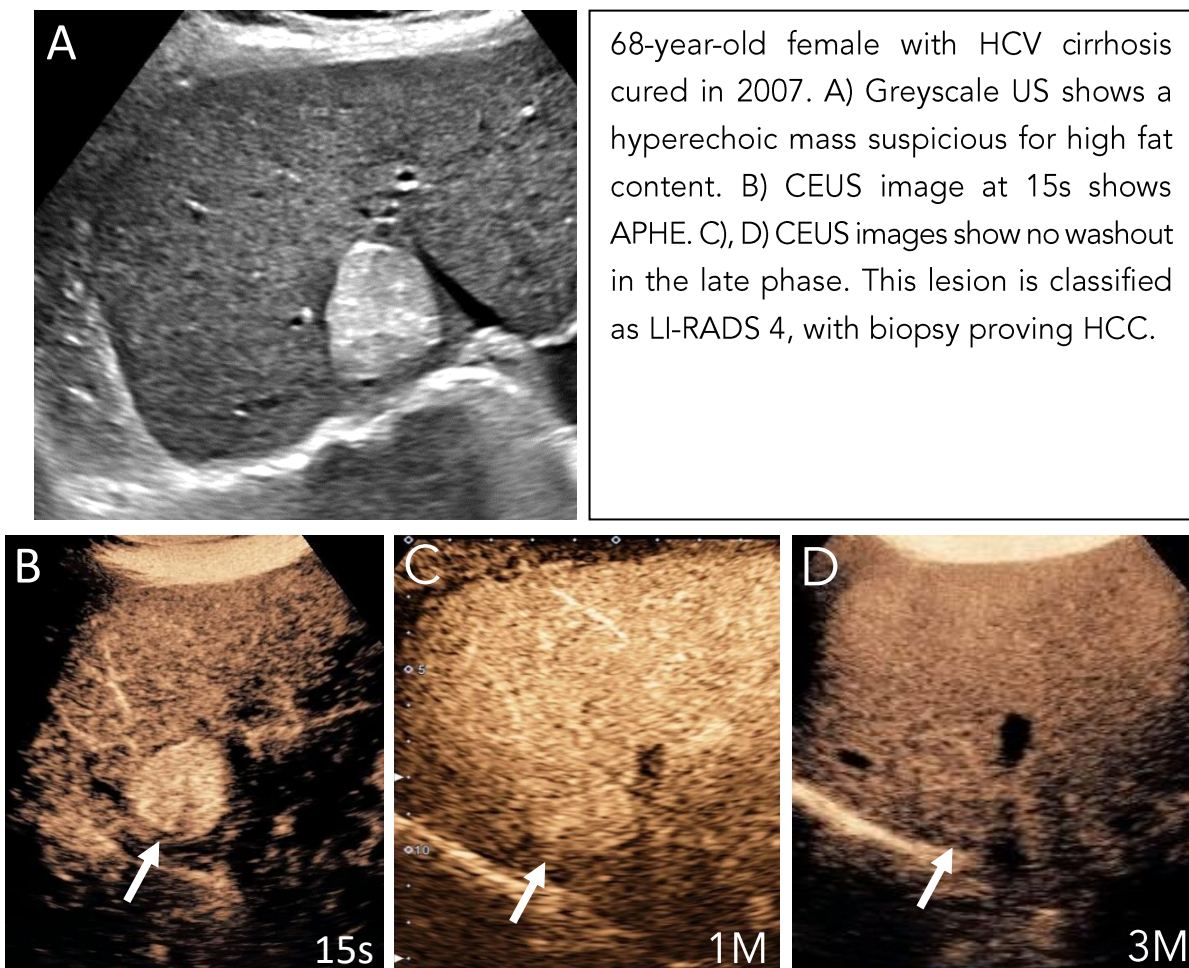 A
68-year-old female with HCV cirrhosis
cured in 2007. A) Greyscale US shows a
hyperechoic mass suspicious for high fat
content. B) CEUS image at 15s shows
APHE. C), D) CEUS images show no washout
in the late phase. This lesion is classified
as LI-RADS 4, with biopsy proving HCC.
B
15s
C
5
10
1M
D
3M